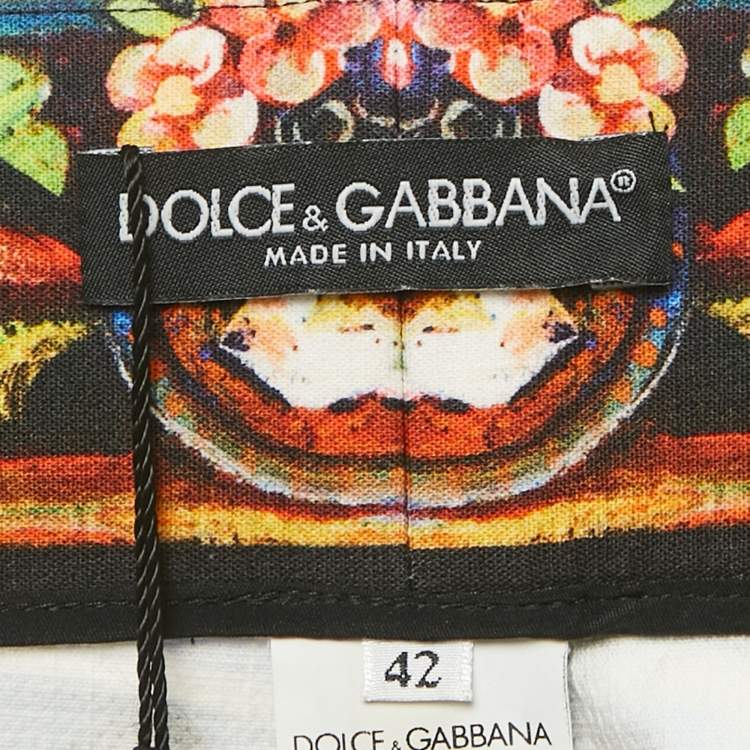 DOLCE & GABBANA®
MADE IN ITALY
42
DOLCE & GABBANA